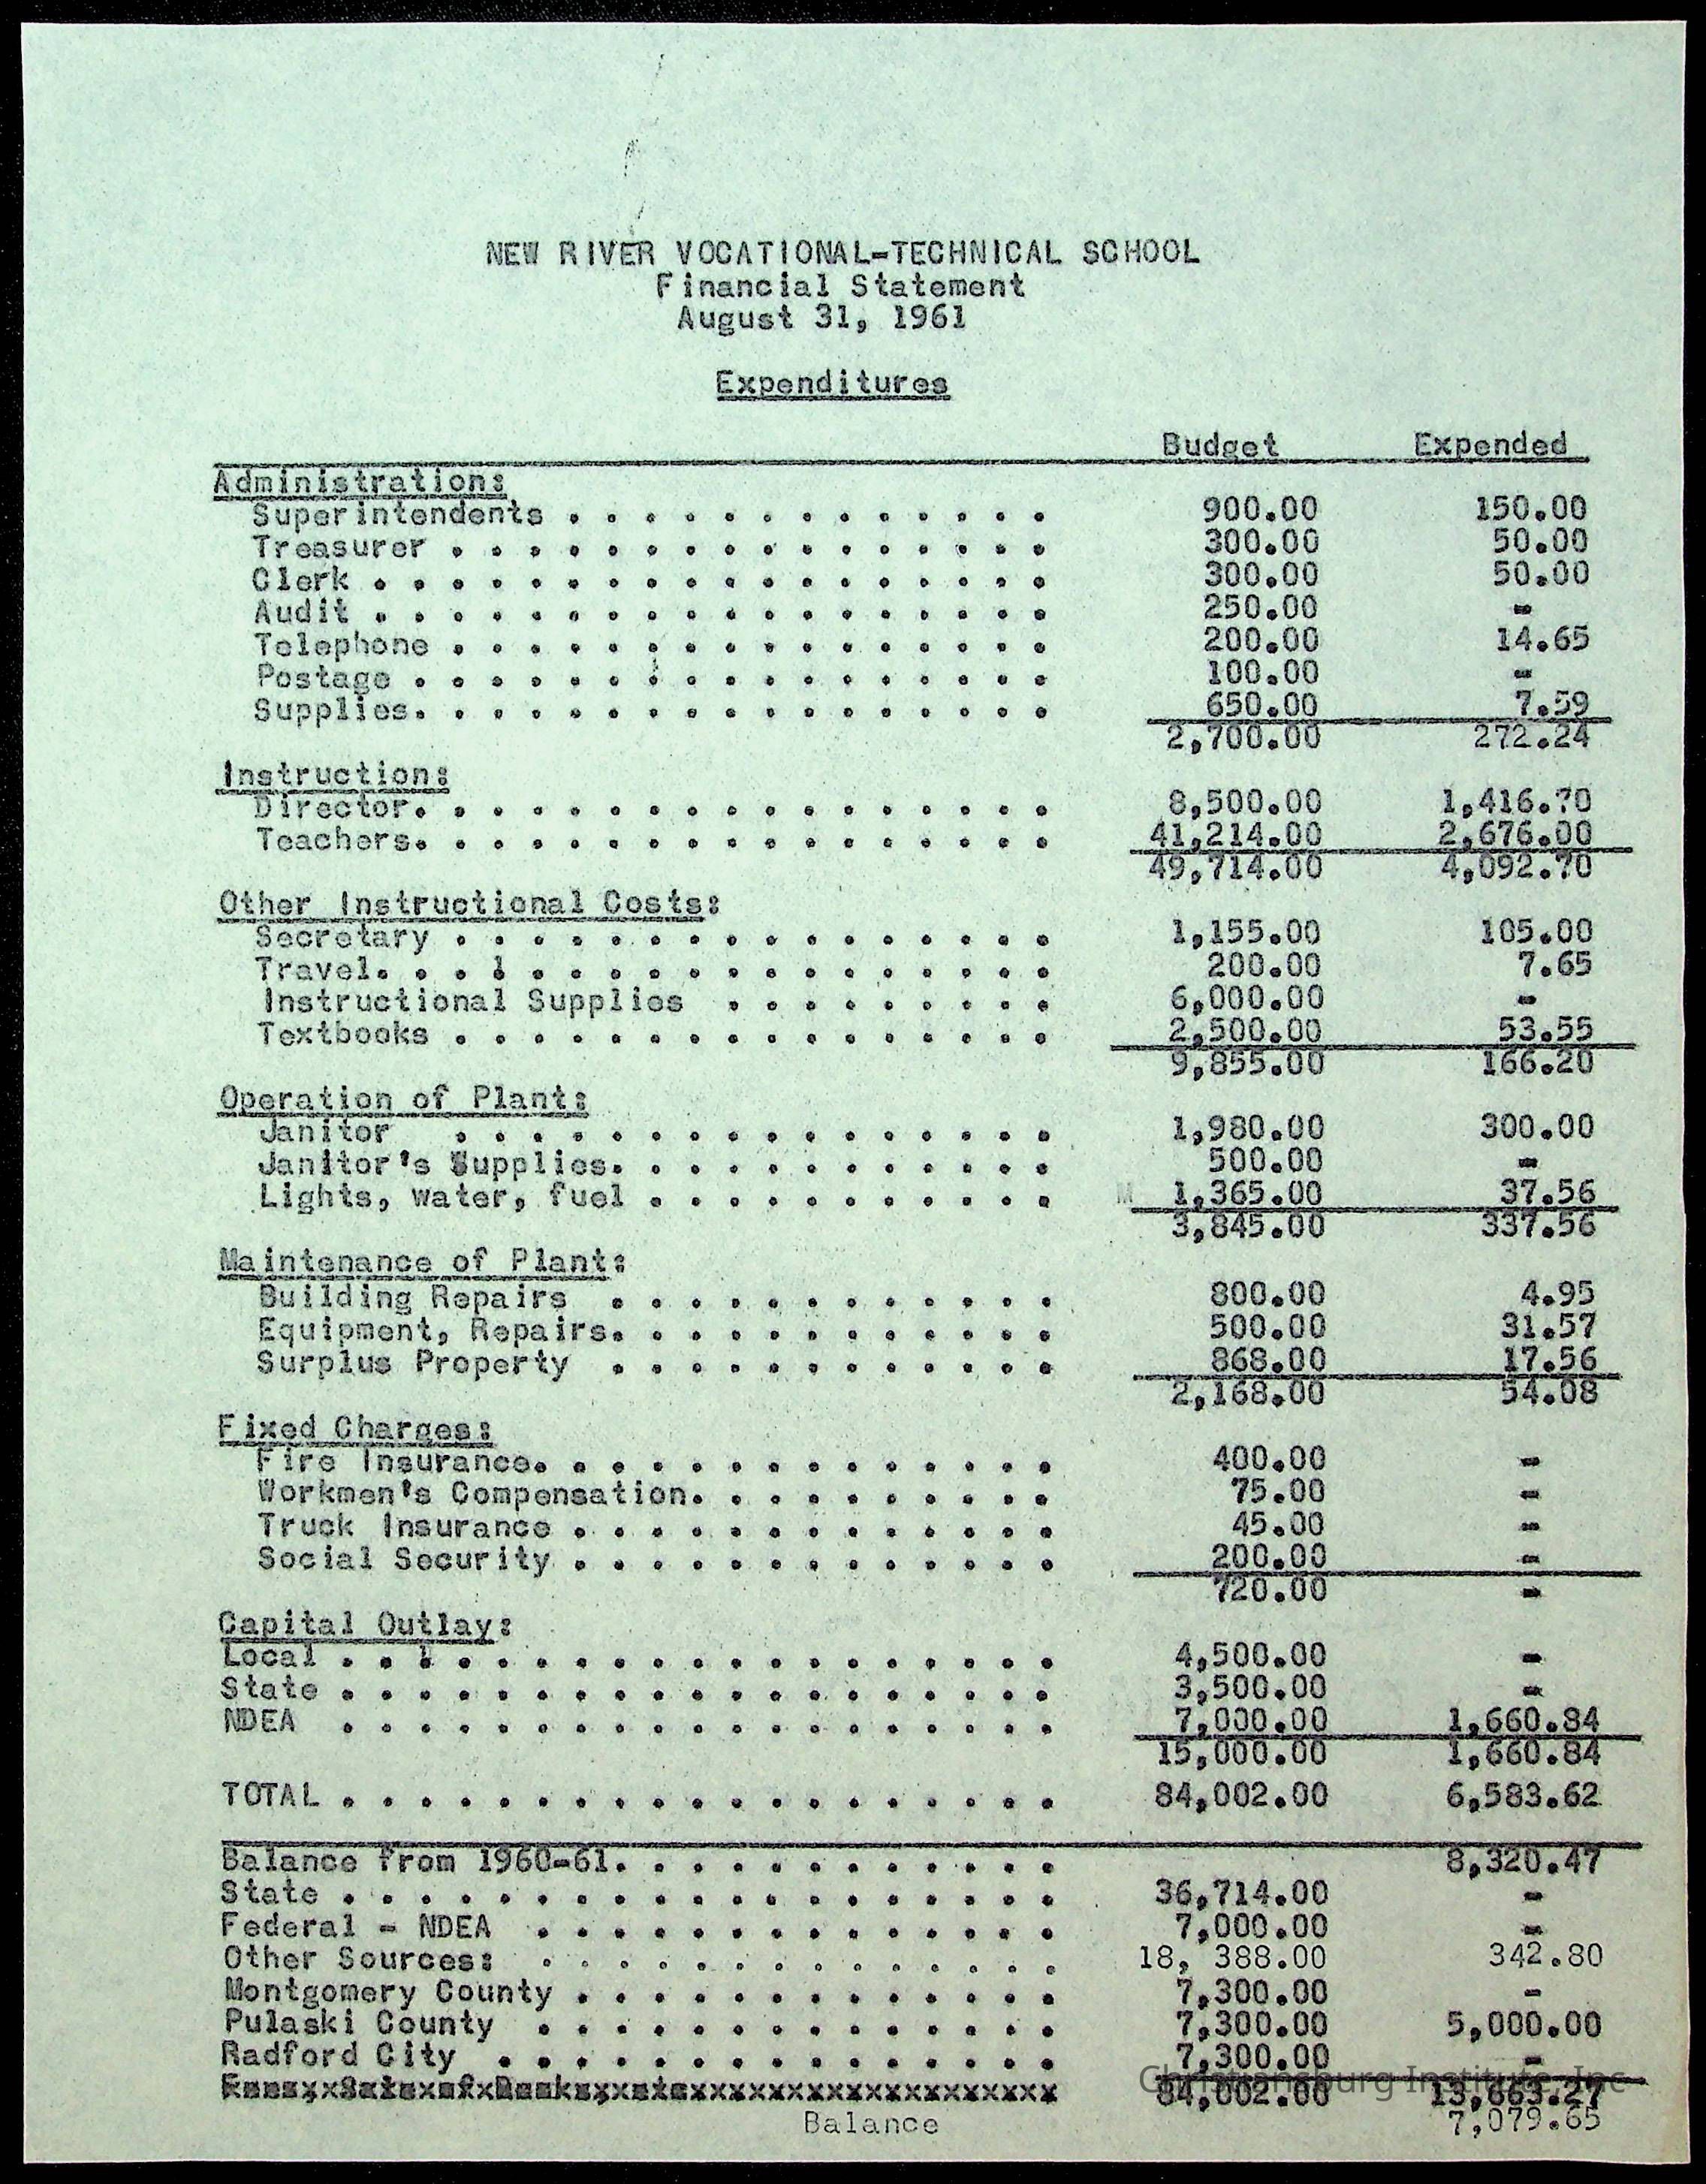 NEW RIVER VOCATIONAL-TECHNICAL SCHOOL
Financial Statement
August 31, 1961
Expenditures
Budget Expended
Administration:
Superintendents . . . . . . . . . . . . . 900.00 150.00
Treasurer . . . . . . . . . . . . . . . . 300.00 50.00
Clerk . . . . . . . . . . . . . . . . . . 300.00 50.00
Audit . . . . . . . . . . . . . . . . . . 250.00 -
Telephone . . . . . . . . . . . . . . . . 200.00 14.65
Postage . . . . . . . . . . . . . . . . . 100.00 -
Supplies. . . . . . . . . . . . . . . . . 650.00 7.59
2,700.00 272.24
Instruction:
Director. . . . . . . . . . . . . . . . . 8,500.00 1,416.70
Teachers. . . . . . . . . . . . . . . . . 41,214.00 2,676.00
49,714.00 4,092.70
Other Instructional Costs:
Secretary . . . . . . . . . . . . . . . . 1,155.00 105.00
Travel. . . . . . . . . . . . . . . . . . 200.00 7.65
Instructional Supplies . . . . . . . . . 6,000.00 -
Textbooks . . . . . . . . . . . . . . . . 2,500.00 53.55
9,855.00 166.20
Operation of Plant:
Janitor . . . . . . . . . . . . . . . . 1,980.00 300.00
Janitor's Supplies. . . . . . . . . . . . 500.00 -
Lights, water, fuel . . . . . . . . . . . 1,365.00 37.56
3,845.00 337.56
Maintenance of Plant:
Building Repairs . . . . . . . . . . . . 800.00 4.95
Equipment, Repairs. . . . . . . . . . . . 500.00 31.57
Surplus Property . . . . . . . . . . . . 868.00 17.56
2,168.00 54.08
Fixed Charges:
Fire Insurance. . . . . . . . . . . . . . 400.00 -
Workmen's Compensation. . . . . . . . . . 75.00 -
Truck Insurance . . . . . . . . . . . . . 45.00 -
Social Security . . . . . . . . . . . . . 200.00 -
720.00 -
Capital Outlay:
Local . . . . . . . . . . . . . . . . . . . 4,500.00 -
State . . . . . . . . . . . . . . . . . . . 3,500.00 -
NDEA . . . . . . . . . . . . . . . . . . . 7,000.00 1,660.84
15,000.00 1,660.84
TOTAL . . . . . . . . . . . . . . . . . . . 84,002.00 6,583.62
Balance from 1960-61. . . . . . . . . . . . 8,320.47
State . . . . . . . . . . . . . . . . . . . 36,714.00 -
Federal - NDEA . . . . . . . . . . . . . . 7,000.00 -
Other Sources: . . . . . . . . . . . . . . 18, 388.00 342.80
Montgomery County . . . . . . . . . . . . . 7,300.00 -
Pulaski County . . . . . . . . . . . . . . 7,300.00 5,000.00
Radford City . . . . . . . . . . . . . . . 7,300.00 -
84,002.00 13,663.27
Christiansburg Institute, Inc
Balance 7,079.65